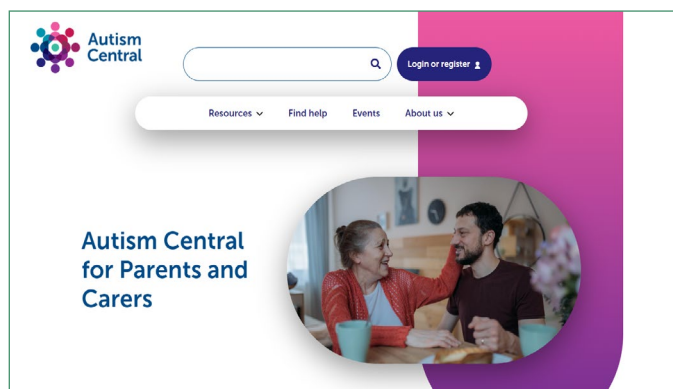 Autism
Central
Login or register
Resources
Find help
Events
About us
Autism Central
for Parents and
Carers